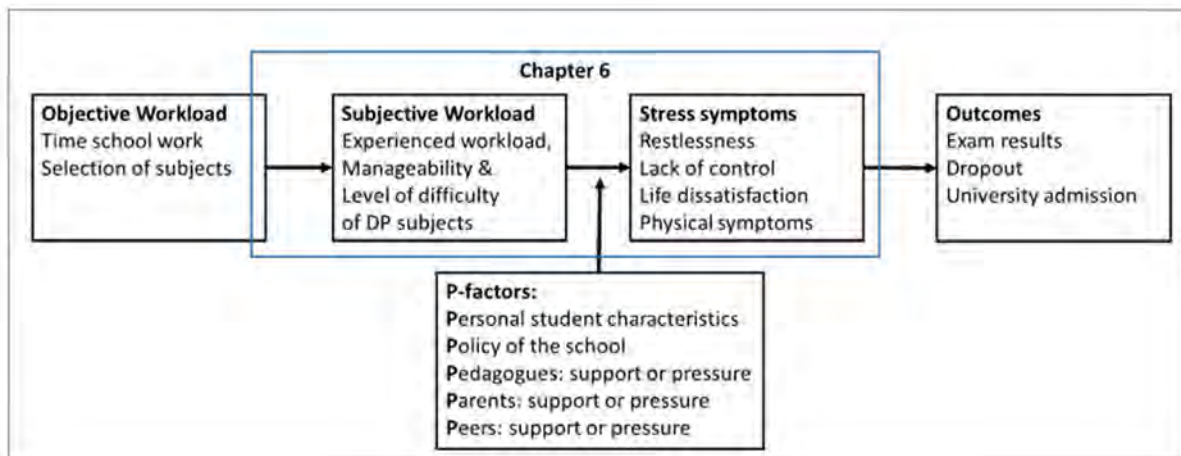 Chapter 6
Objective Workload
Time school work
Selection of subjects
Subjective Workload
Experienced workload,
Manageability &
Level of difficulty
of DP subjects
Stress symptoms
Restlessness
Lack of control
Life dissatisfaction
Physical symptoms
Outcomes
Exam results
Dropout
University admission
P-factors:
Personal student characteristics
Policy of the school
Pedagogues: support or pressure
Parents: support or pressure
Peers: support or pressure